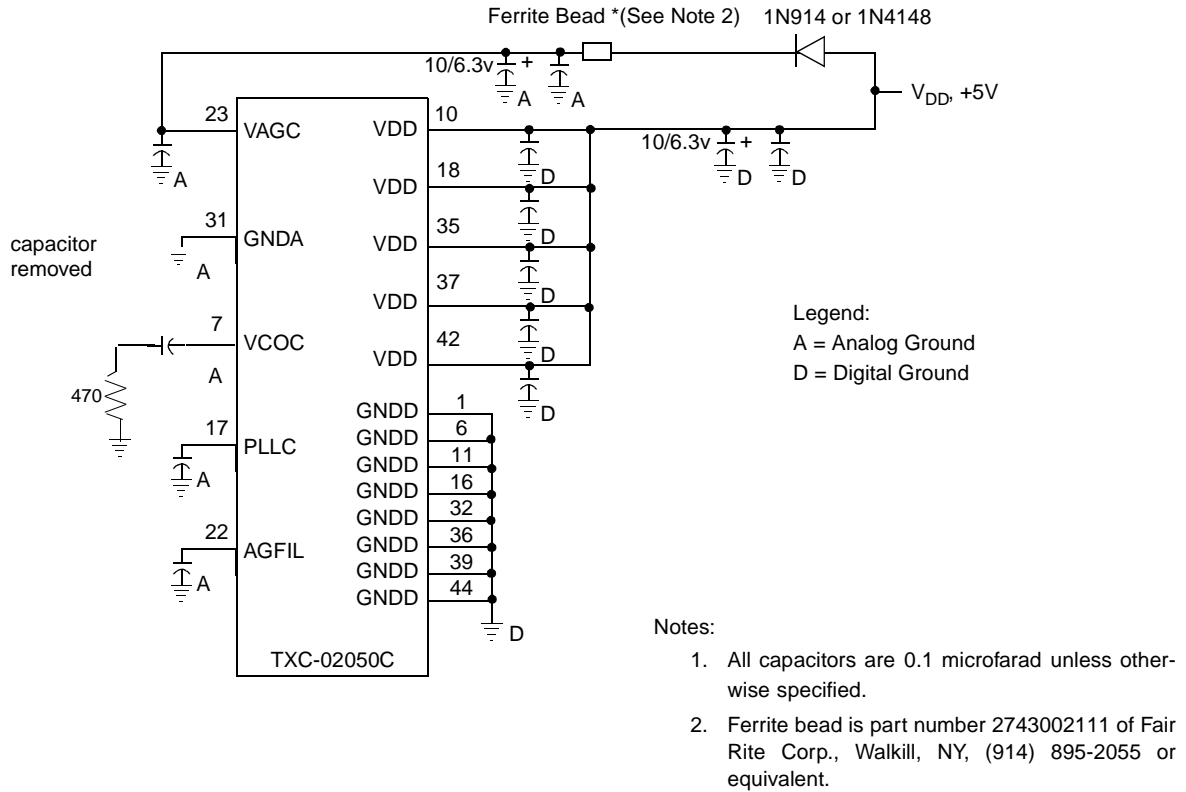 Ferrite Bead *(See Note 2) 1N914 or 1N4148
10/6.3v +
A A
VDD, +5V
23 VAGC VDD 10
10/6.3v +
A D D D
18
VDD
31 GNDA
D
35
VDD
capacitor
removed
A
D
37
VDD
D
7 VCOC
42
VDD
A
D
470
D
Legend:
A = Analog Ground
D = Digital Ground
GNDD 1
GNDD 6
17 PLLC
GNDD 11
A
GNDD 16
GNDD 32
22 AGFIL
GNDD 36
A
GNDD 39
GNDD 44
D
TXC-02050C
Notes:
1. All capacitors are 0.1 microfarad unless other-
wise specified.
2. Ferrite bead is part number 2743002111 of Fair
Rite Corp., Walkill, NY, (914) 895-2055 or
equivalent.